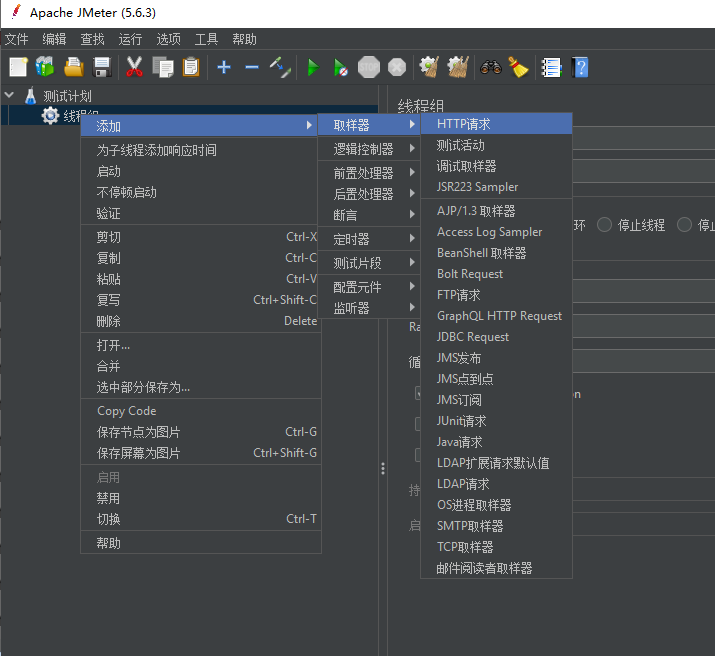 Apache JMeter (5.6.3)
文件 编辑 查找 运行 选项 工具 帮助
STOP
测试计划
线程组
线程组
添加
为子线程添加响应时间
启动
不停顿启动
验证
剪切 Ctrl-X
复制 Ctrl-C
粘贴 Ctrl-V
复写 Ctrl+Shift-C
删除 Delete
打开...
合并
选中部分保存为...
Copy Code
保存节点为图片 Ctrl-G
保存屏幕为图片 Ctrl+Shift-G
启用
禁用
切换 Ctrl-T
帮助
取样器
逻辑控制器
前置处理器
后置处理器
断言
定时器
测试片段
配置元件
监听器
HTTP请求
测试活动
调试取样器
JSR223 Sampler
AJP/1.3 取样器
Access Log Sampler
BeanShell 取样器
Bolt Request
FTP请求
GraphQL HTTP Request
JDBC Request
JMS发布
JMS点到点
JMS订阅
JUnit请求
Java请求
LDAP扩展请求默认值
LDAP请求
OS进程取样器
SMTP取样器
TCP取样器
邮件阅读者取样器
环 停止线程 停止
Ra
循
on
持
启